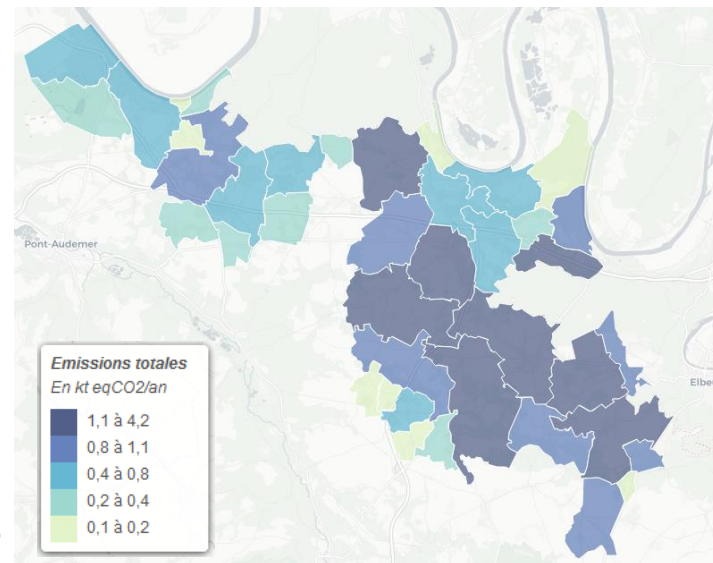 Pont-Audemer
Elbe
Emissions totales
En kt eqCO2/an
1,1 à 4,2
0,8 à 1,1
0,4 à 0,8
0,2 à 0,4
0,1 à 0,2